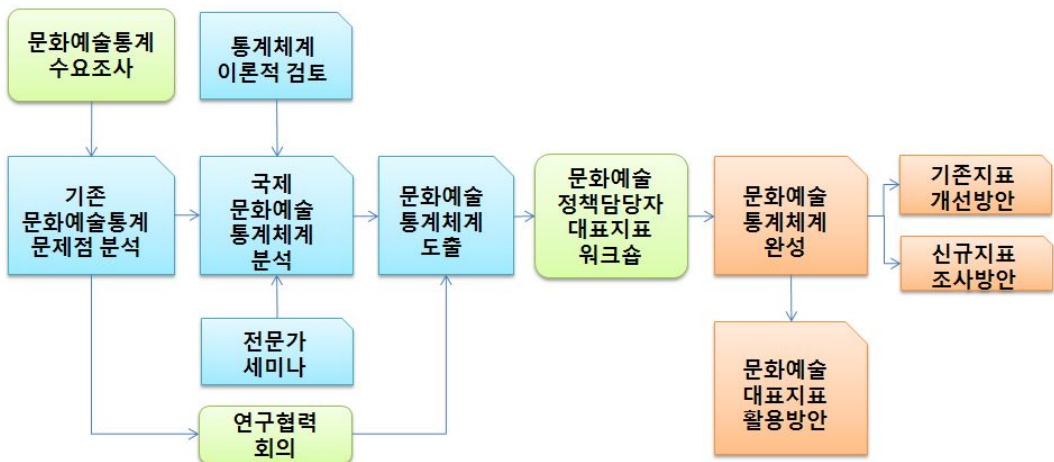 문화예술통계
수요조사
통계체계
이론적 검토
기존
문화예술통계
문제점 분석
국제
문화예술
통계체계
분석
문화예술
통계체계
도출
문화예술
정책담당자
대표지표
워크숍
문화예술
통계체계
완성
기존지표
개선방안
신규지표
조사방안
전문가
세미나
문화예술
대표지표
활용방안
연구협력
회의